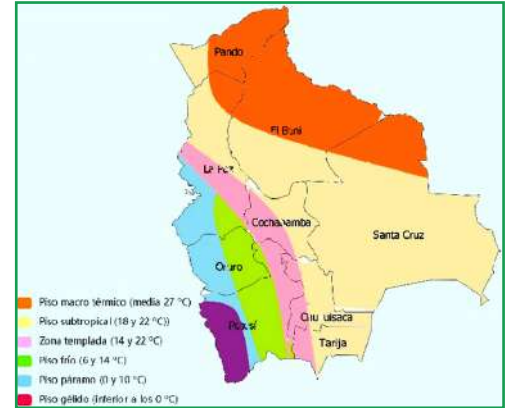 Pando
El Beni
La Paz
Cochabamba
Santa Cruz
Oruro
Potosí
Chuquisaca
Tarija
Piso macro térmico (media 27 °C)
Piso subtropical (18 y 22 °C))
Zona templada (14 y 22 °C)
Piso frío (6 y 14 °C)
Piso páramo (0 y 10 °C)
Piso gélido (inferior a los 0 °C)